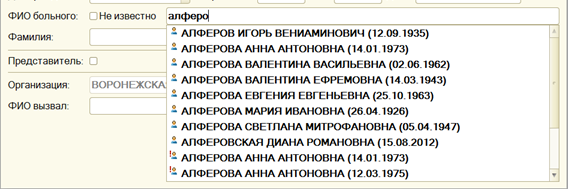 ФИО больного: Не известно алферо
АЛФЕРОВ ИГОРЬ ВЕНИАМИНОВИЧ (12.09.1935)
Фамилия: АЛФЕРОВА АННА АНТОНОВНА (14.01.1973)
АЛФЕРОВА ВАЛЕНТИНА ВАСИЛЬЕВНА (02.06.1962)
Представитель: АЛФЕРОВА ВАЛЕНТИНА ЕФРЕМОВНА (14.03.1943)
Организация: ВОРОНЕЖСКА АЛФЕРОВА ЕВГЕНИЯ ЕВГЕНЬЕВНА (25.10.1963)
ФИО вызвал: АЛФЕРОВА МАРИЯ ИВАНОВНА (26.04.1926)
АЛФЕРОВА СВЕТЛАНА МИТРОФАНОВНА (05.04.1947)
АЛФЕРОВСКАЯ ДИАНА РОМАНОВНА (15.08.2012)
АЛФЕРОВА АННА АНТОНОВНА (14.01.1973)
АЛФЕРОВА АННА АНТОНОВНА (12.03.1975)